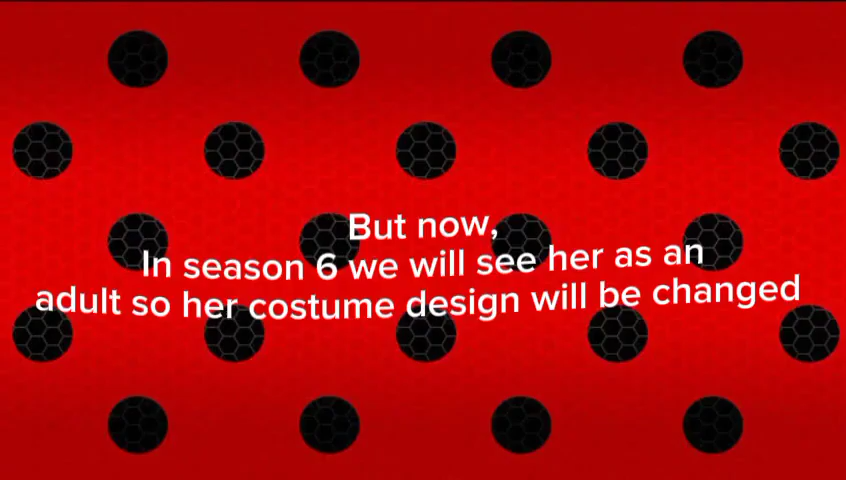 But now,
In season 6 we will see her as an
adult so her costume design will be changed